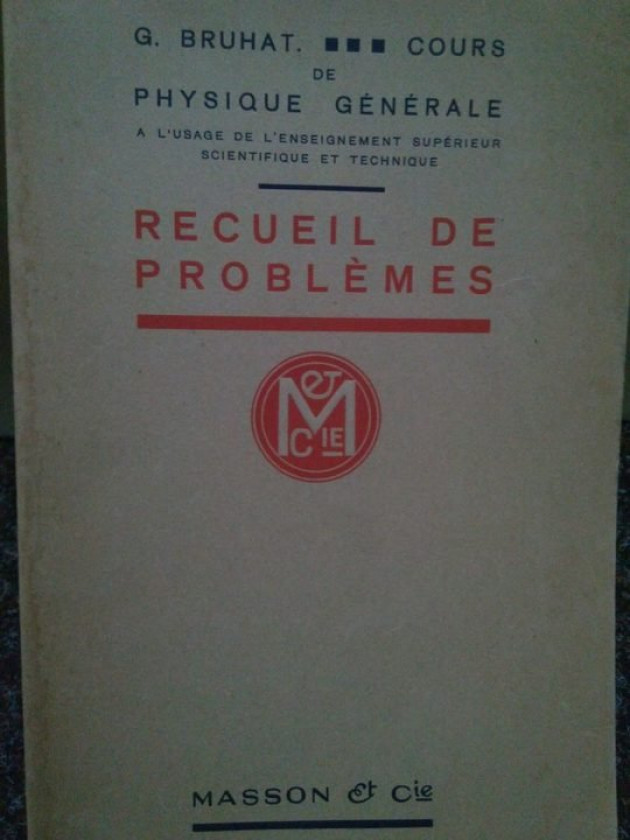 G. BRUHAT. ■ ■ ■ COURS
DE
PHYSIQUE GÉNÉRALE
A L'USAGE DE L'ENSEIGNEMENT SUPÉRIEUR
SCIENTIFIQUE ET TECHNIQUE
RECUEIL DE
PROBLÈMES
et
M
CIE
MASSON et Cie